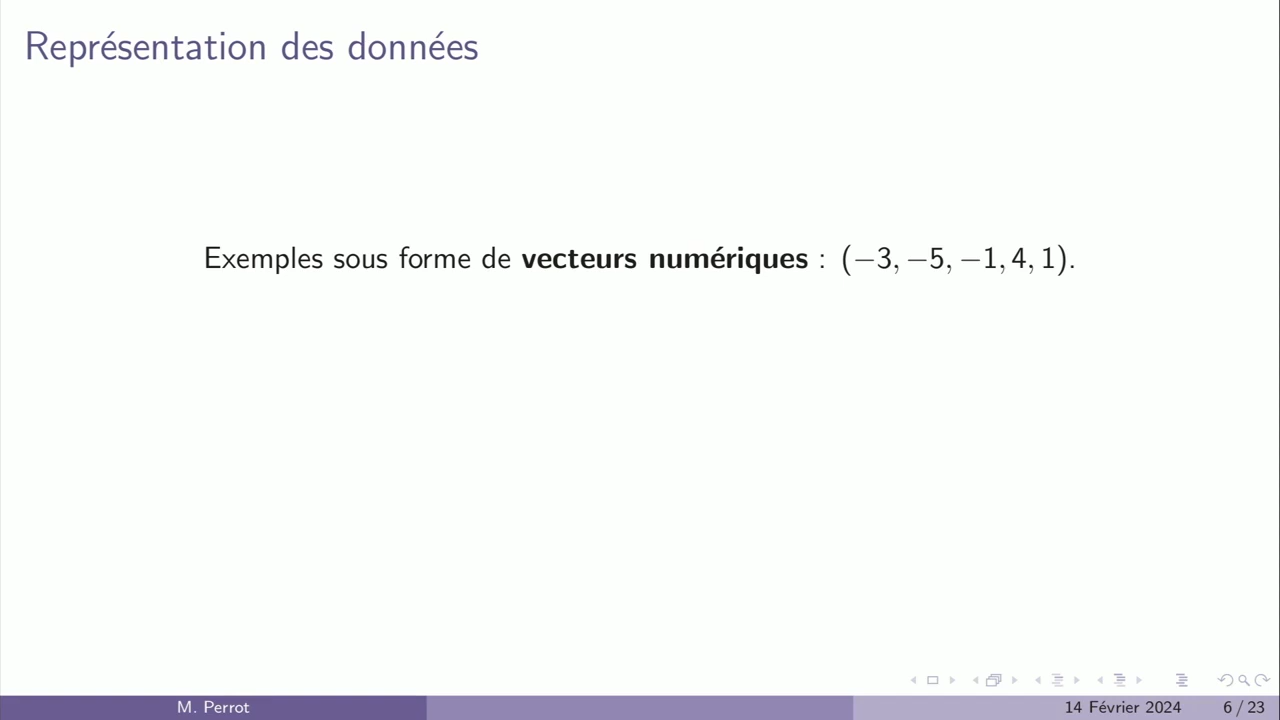 Représentation des données
Exemples sous forme de vecteurs numériques : (−3, −5, −1, 4, 1).
M. Perrot
14 Février 2024
6 / 23